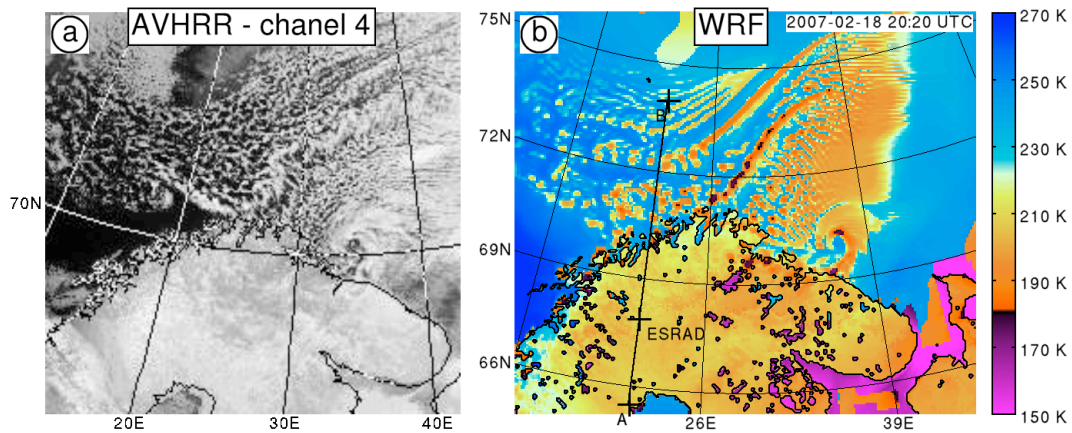 a
AVHRR - chanel 4
70N
20E
30E
40E
b
WRF
2007-02-18 20:20 UTC
75N
72N
69N
66N
B
ESRAD
A
26E
39E
270 K
250 K
230 K
210 K
190 K
170 K
150 K